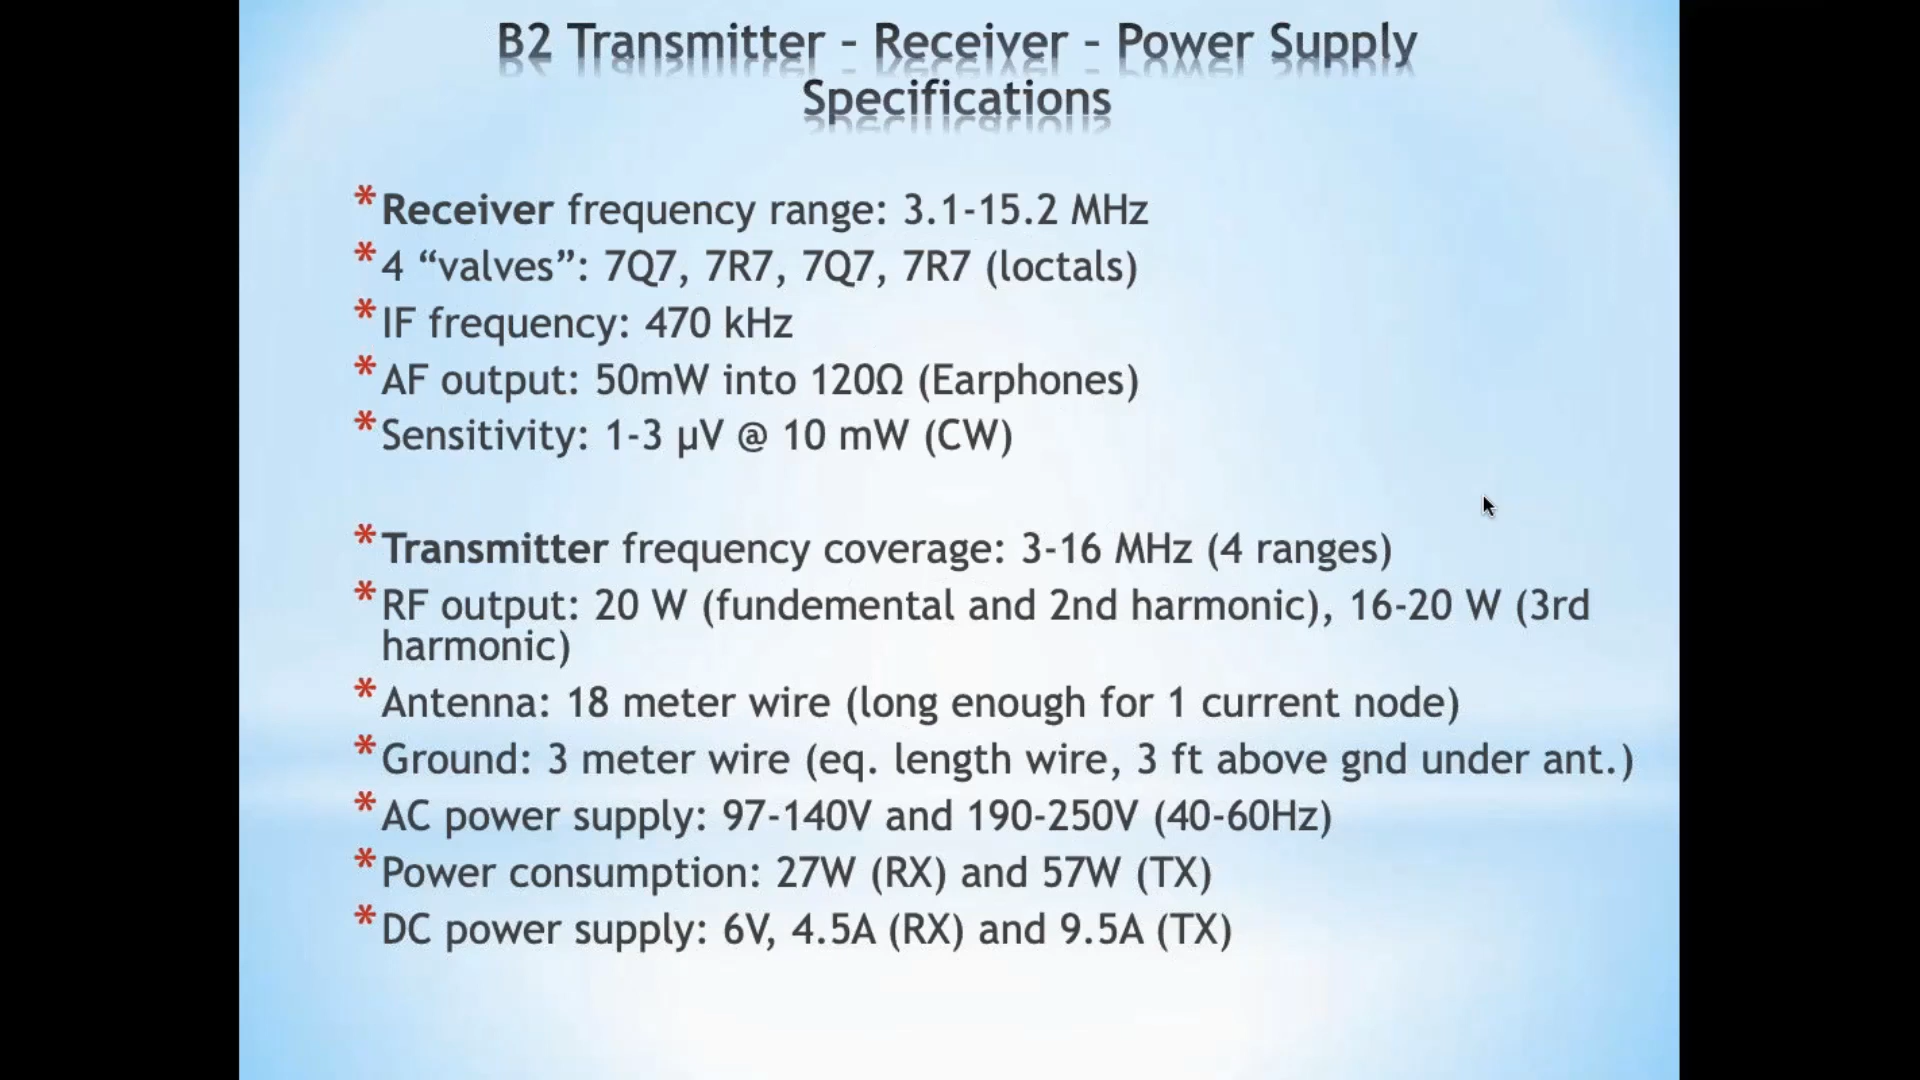 B2 Transmitter – Receiver – Power Supply
Specifications
*Receiver frequency range: 3.1-15.2 MHz
*4 “valves”: 7Q7, 7R7, 7Q7, 7R7 (loctals)
*IF frequency: 470 kHz
*AF output: 50mW into 120Ω (Earphones)
*Sensitivity: 1-3 µV @ 10 mW (CW)
*Transmitter frequency coverage: 3-16 MHz (4 ranges)
*RF output: 20 W (fundemental and 2nd harmonic), 16-20 W (3rd
harmonic)
*Antenna: 18 meter wire (long enough for 1 current node)
*Ground: 3 meter wire (eq. length wire, 3 ft above gnd under ant.)
*AC power supply: 97-140V and 190-250V (40-60Hz)
*Power consumption: 27W (RX) and 57W (TX)
*DC power supply: 6V, 4.5A (RX) and 9.5A (TX)